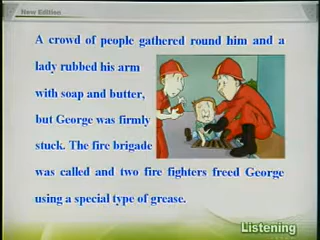 New Edition
A crowd of people gathered round him and a
lady rubbed his arm
with soap and butter,
but George was firmly
stuck. The fire brigade
was called and two fire fighters freed George
using a special type of grease.
Listening